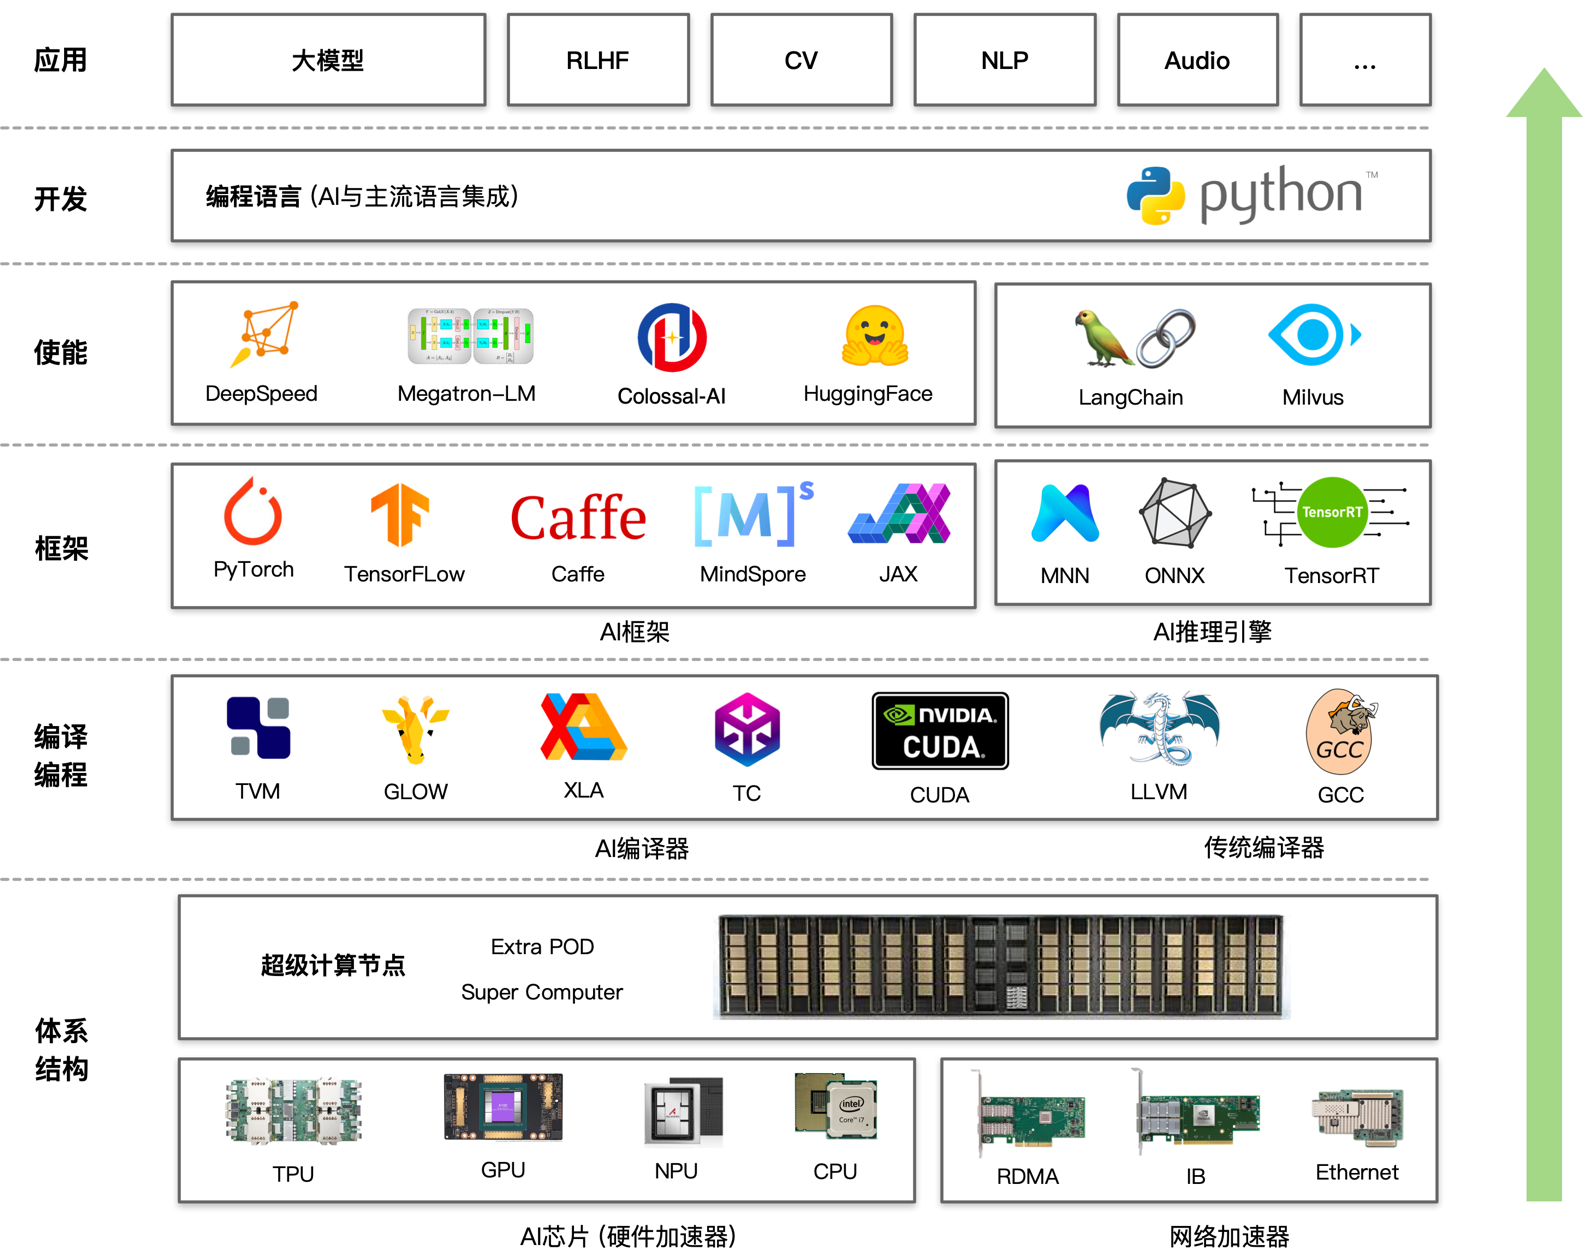 应用
大模型
RLHF
CV
NLP
Audio
...
开发
编程语言 (AI与主流语言集成)
python™
使能
DeepSpeed
Megatron-LM
Colossal-AI
HuggingFace
LangChain
Milvus
框架
Caffe
[M]s
TensorRT
PyTorch
TensorFLow
Caffe
MindSpore
JAX
MNN
ONNX
TensorRT
AI框架
AI推理引擎
编译
编程
NVIDIA.
CUDA.
GCC
TVM
GLOW
XLA
TC
CUDA
LLVM
GCC
AI编译器
传统编译器
体系
结构
超级计算节点
Extra POD
Super Computer
intel
Core™ i7
TPU
GPU
NPU
CPU
RDMA
IB
Ethernet
AI芯片 (硬件加速器)
网络加速器